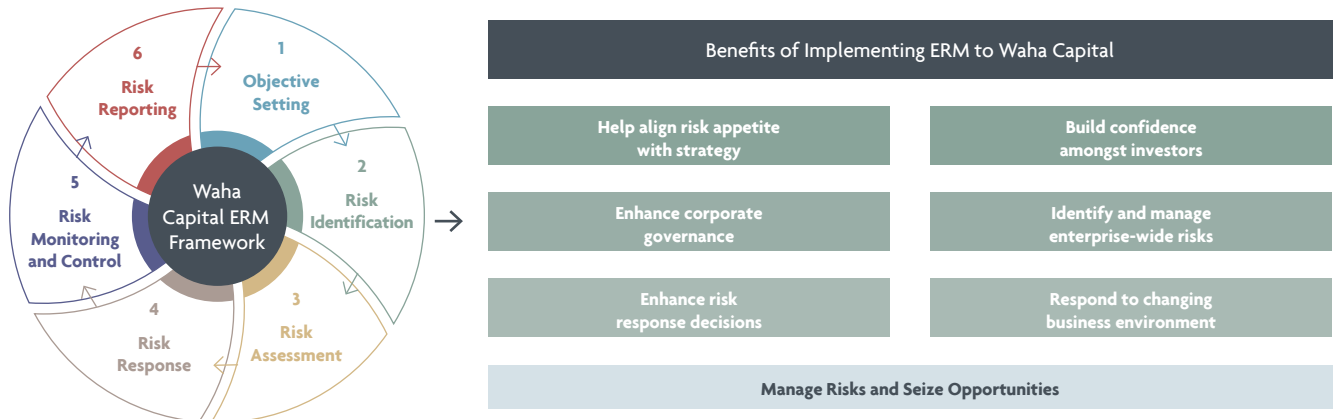 1
Objective
Setting
2
Risk
Identification
3
Risk
Assessment
4
Risk
Response
5
Risk
Monitoring
and Control
6
Risk
Reporting
Waha
Capital ERM
Framework
Benefits of Implementing ERM to Waha Capital
Help align risk appetite
with strategy
Build confidence
amongst investors
Enhance corporate
governance
Identify and manage
enterprise-wide risks
Enhance risk
response decisions
Respond to changing
business environment
Manage Risks and Seize Opportunities